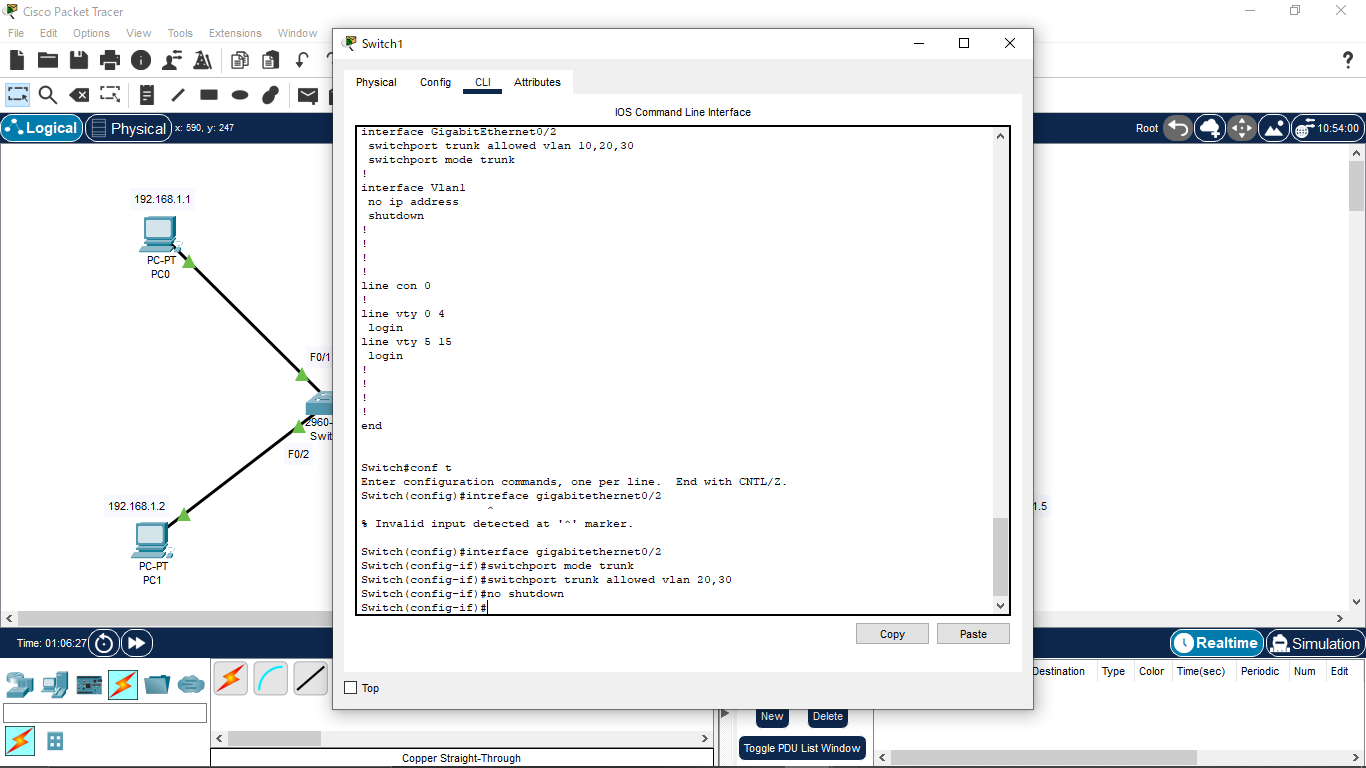 Cisco Packet Tracer
File Edit Options View Tools Extensions Window
Logical
Physical
x: 590, y: 247
Root
10:54:00
192.168.1.1
PC-PT
PC0
F0/1
2960-
Swit
F0/2
192.168.1.2
PC-PT
PC1
1.5
Switch1
Physical Config CLI Attributes
IOS Command Line Interface
interface GigabitEthernet0/2
switchport trunk allowed vlan 10,20,30
switchport mode trunk
!
interface Vlan1
no ip address
shutdown
!
!
!
!
line con 0
!
line vty 0 4
login
line vty 5 15
login
!
!
!
!
end
Switch#conf t
Enter configuration commands, one per line.  End with CNTL/Z.
Switch(config)#intreface gigabitethernet0/2
^
% Invalid input detected at '^' marker.
Switch(config)#interface gigabitethernet0/2
Switch(config-if)#switchport mode trunk
Switch(config-if)#switchport trunk allowed vlan 20,30
Switch(config-if)#no shutdown
Switch(config-if)#
Copy
Paste
Top
Time: 01:06:27
Realtime
Simulation
Destination Type Color Time(sec) Periodic Num Edit
New
Delete
Toggle PDU List Window
Copper Straight-Through